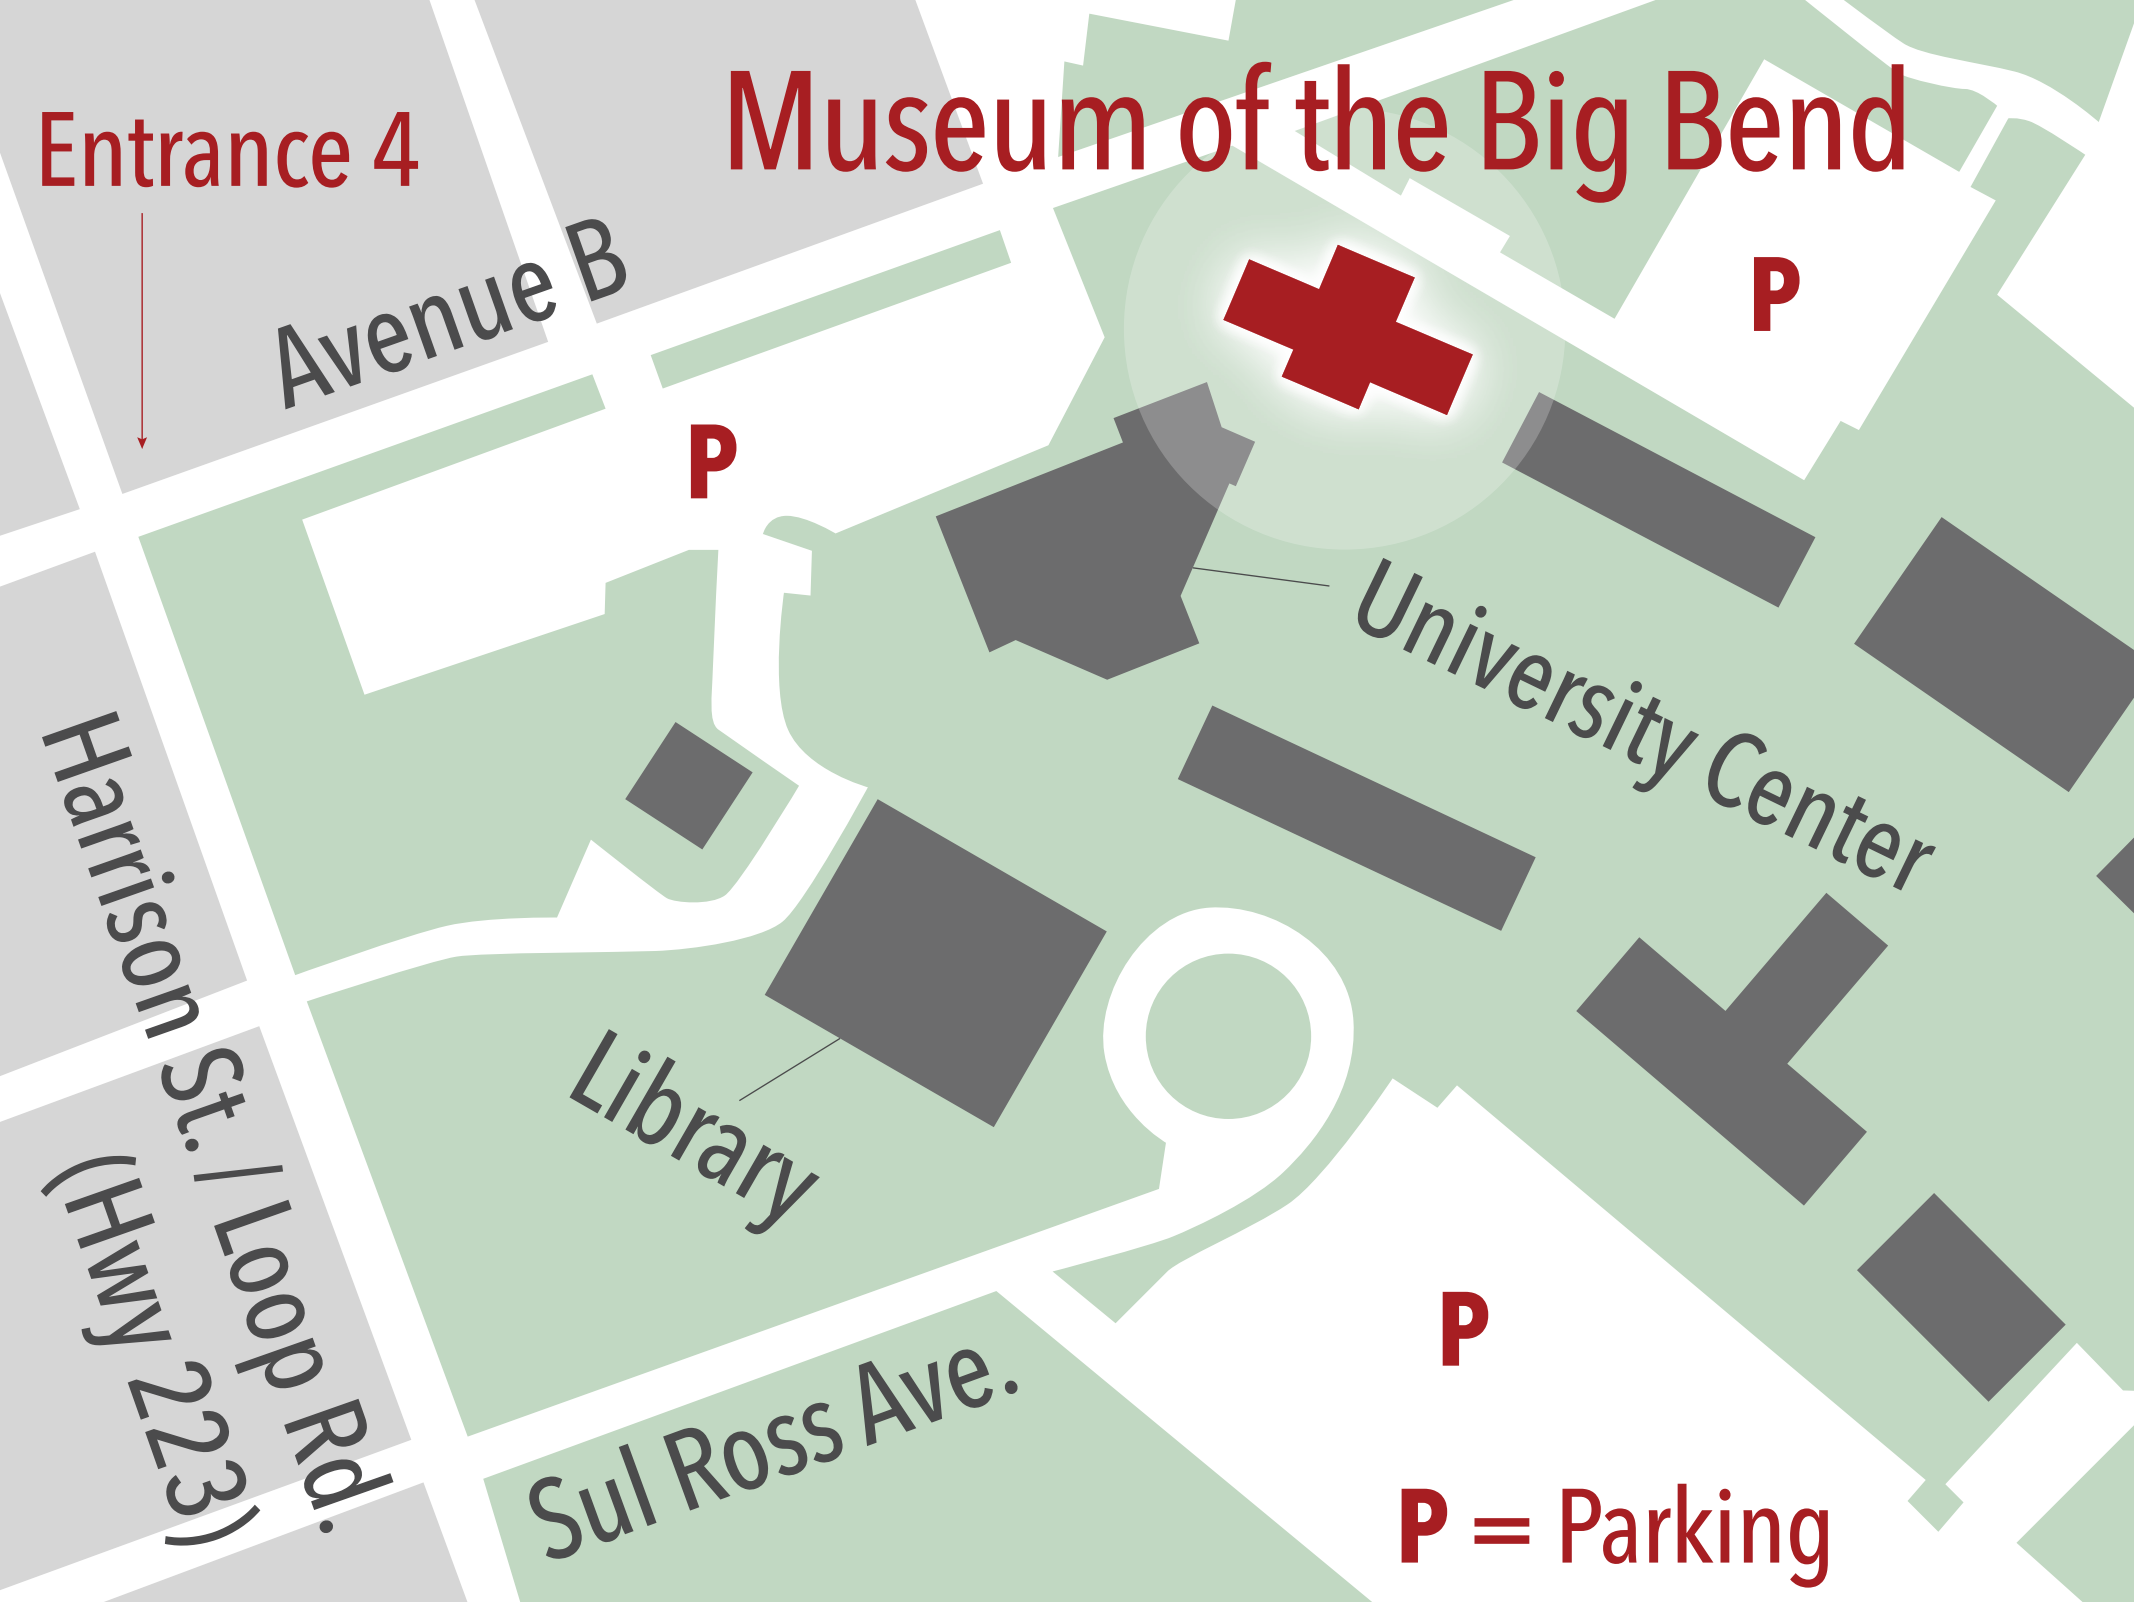 Museum of the Big Bend
Entrance 4
Avenue B
P
P
University Center
Harrison St. / Loop Rd.
(Hwy 223)
Library
P
Sul Ross Ave.
P = Parking